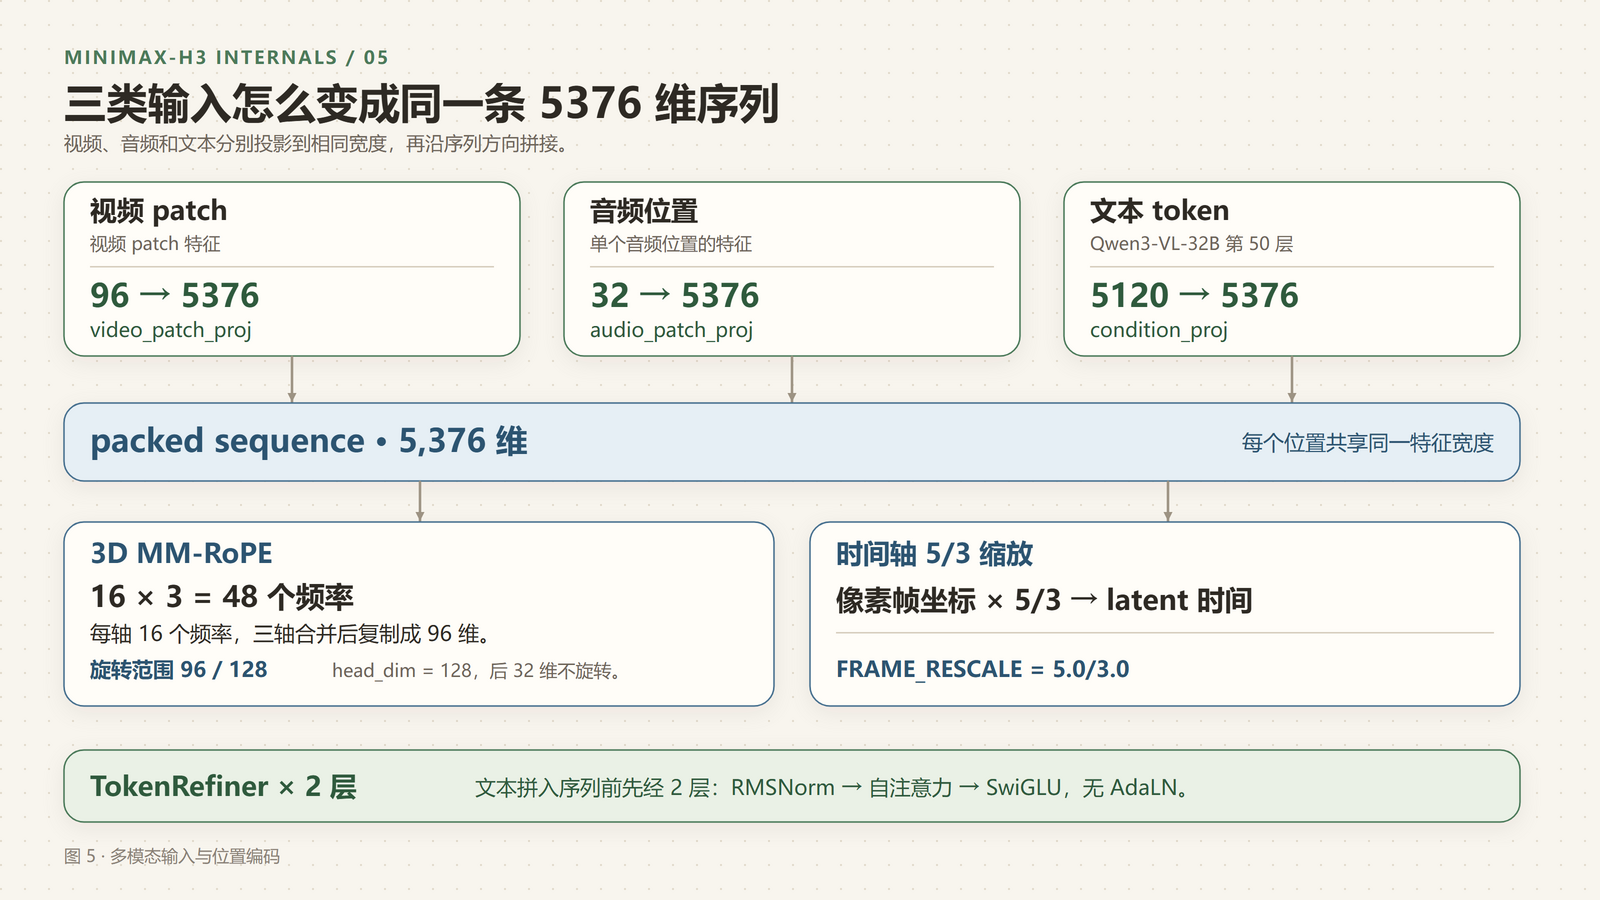 MINIMAX-H3 INTERNALS / 05
三类输入怎么变成同一条 5376 维序列
视频、音频和文本分别投影到相同宽度，再沿序列方向拼接。
视频 patch
视频 patch 特征
96 → 5376
video_patch_proj
音频位置
单个音频位置的特征
32 → 5376
audio_patch_proj
文本 token
Qwen3-VL-32B 第 50 层
5120 → 5376
condition_proj
packed sequence • 5,376 维
每个位置共享同一特征宽度
3D MM-RoPE
16 × 3 = 48 个频率
每轴 16 个频率，三轴合并后复制成 96 维。
旋转范围 96 / 128
head_dim = 128，后 32 维不旋转。
时间轴 5/3 缩放
像素帧坐标 × 5/3 → latent 时间
FRAME_RESCALE = 5.0/3.0
TokenRefiner × 2 层
文本拼入序列前先经 2 层：RMSNorm → 自注意力 → SwiGLU，无 AdaLN。
图 5 · 多模态输入与位置编码